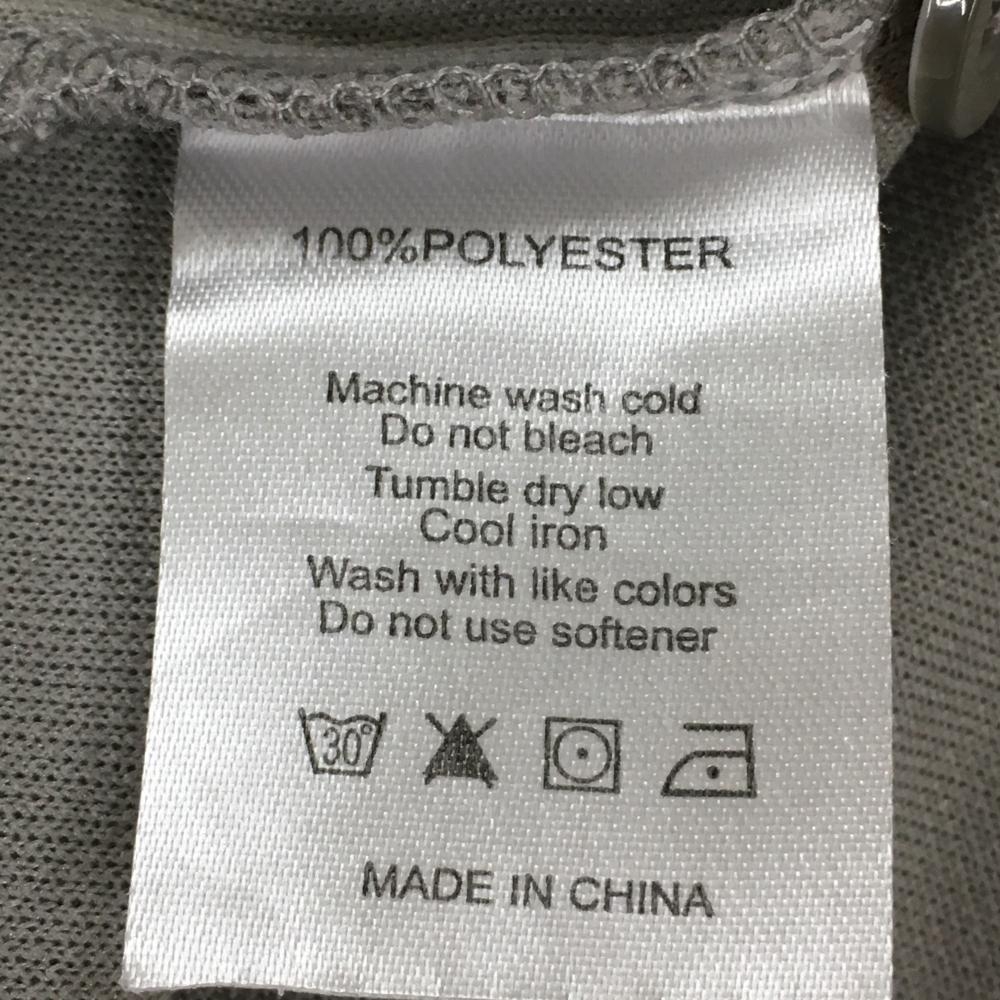 100%POLYESTER
Machine wash cold
Do not bleach
Tumble dry low
Cool iron
Wash with like colors
Do not use softener
30°
MADE IN CHINA